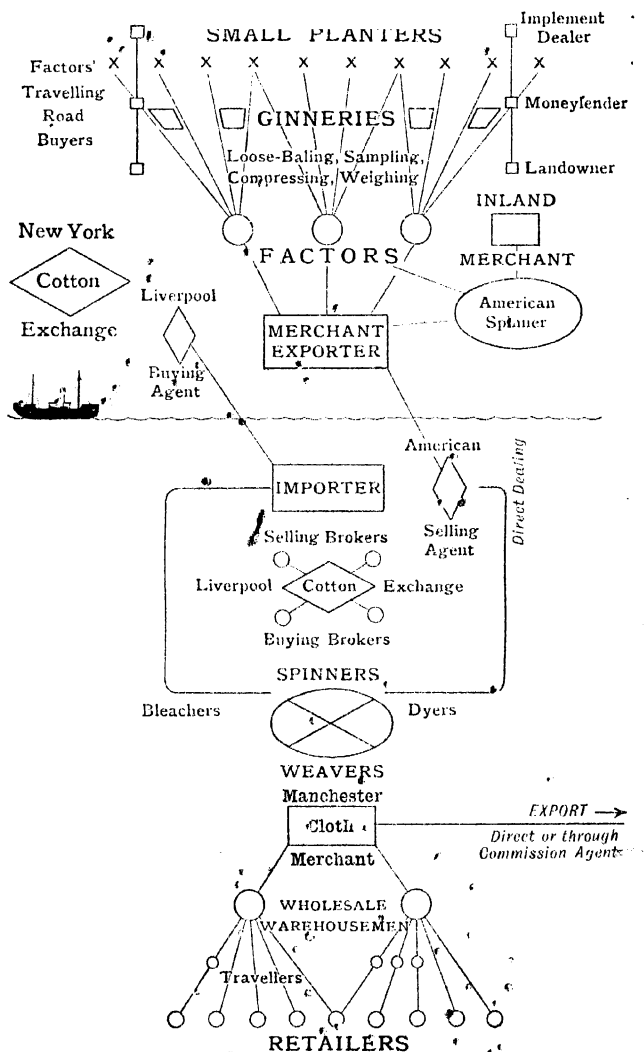 SMALL PLANTERS
Implement
Dealer
X X X X X X X X X X
Factors'
Travelling
Road
Buyers
Moneylender
GINNERIES
Loose-Baling, Sampling,
Compressing, Weighing
Landowner
INLAND
MERCHANT
FACTORS
New York
Cotton
Exchange
Liverpool
Buying
Agent
MERCHANT
EXPORTER
American
Spinner
American
Selling
Agent
Direct Dealing
IMPORTER
Selling Brokers
Liverpool Cotton Exchange
Buying Brokers
SPINNERS
Bleachers
Dyers
WEAVERS
Manchester
Cloth
Merchant
EXPORT
Direct or through
Commission Agent
WHOLESALE
WAREHOUSEMEN
Travellers
RETAILERS